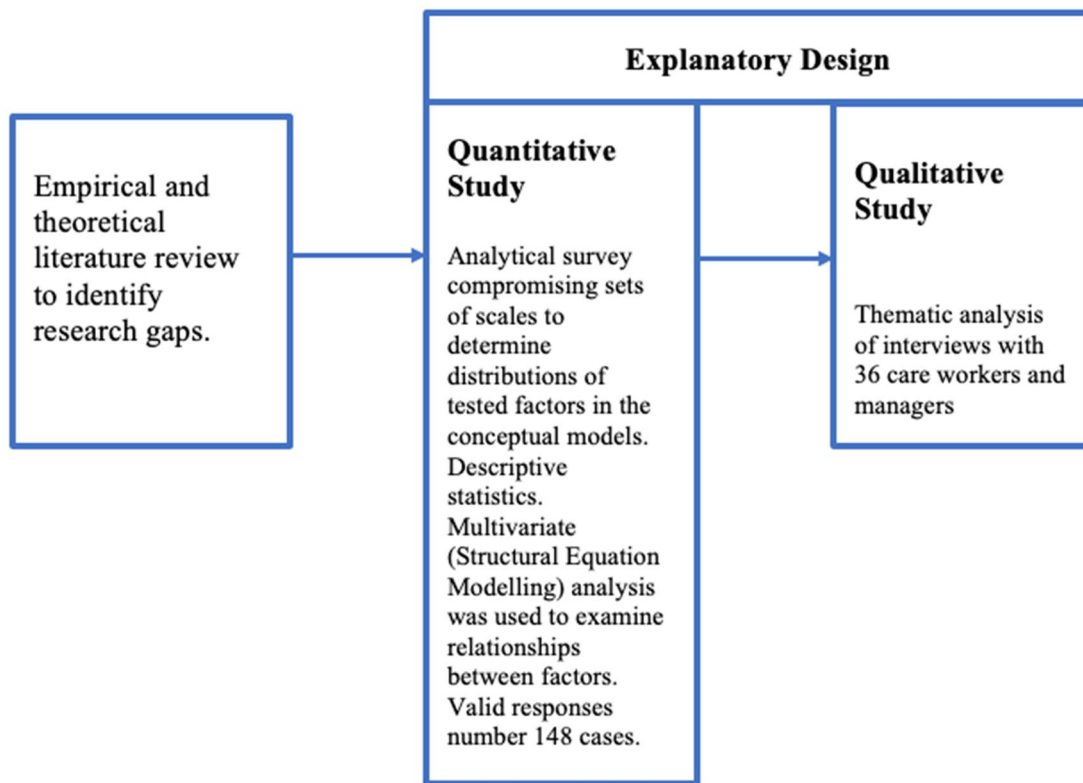 Explanatory Design
Empirical and
theoretical
literature review
to identify
research gaps.
Quantitative
Study
Analytical survey
compromising sets
of scales to
determine
distributions of
tested factors in the
conceptual models.
Descriptive
statistics.
Multivariate
(Structural Equation
Modelling) analysis
was used to examine
relationships
between factors.
Valid responses
number 148 cases.
Qualitative
Study
Thematic analysis
of interviews with
36 care workers and
managers